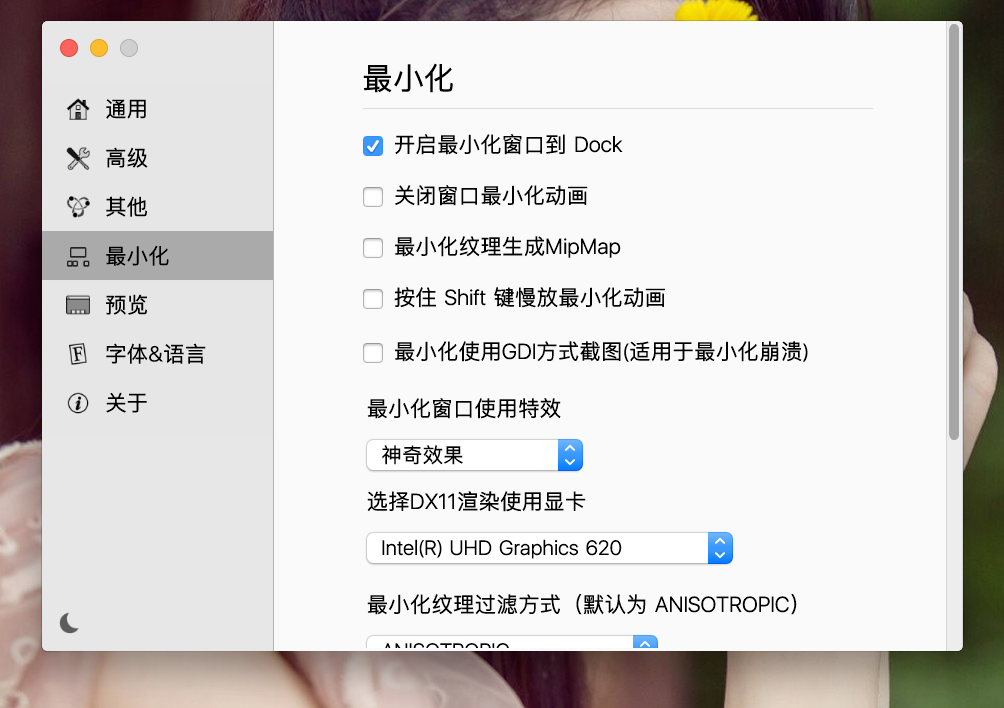 通用
高级
其他
最小化
预览
字体&语言
关于
最小化
开启最小化窗口到 Dock
关闭窗口最小化动画
最小化纹理生成MipMap
按住 Shift 键慢放最小化动画
最小化使用GDI方式截图(适用于最小化崩溃)
最小化窗口使用特效
神奇效果
选择DX11渲染使用显卡
Intel(R) UHD Graphics 620
最小化纹理过滤方式（默认为 ANISOTROPIC）
ANISOTROPIC